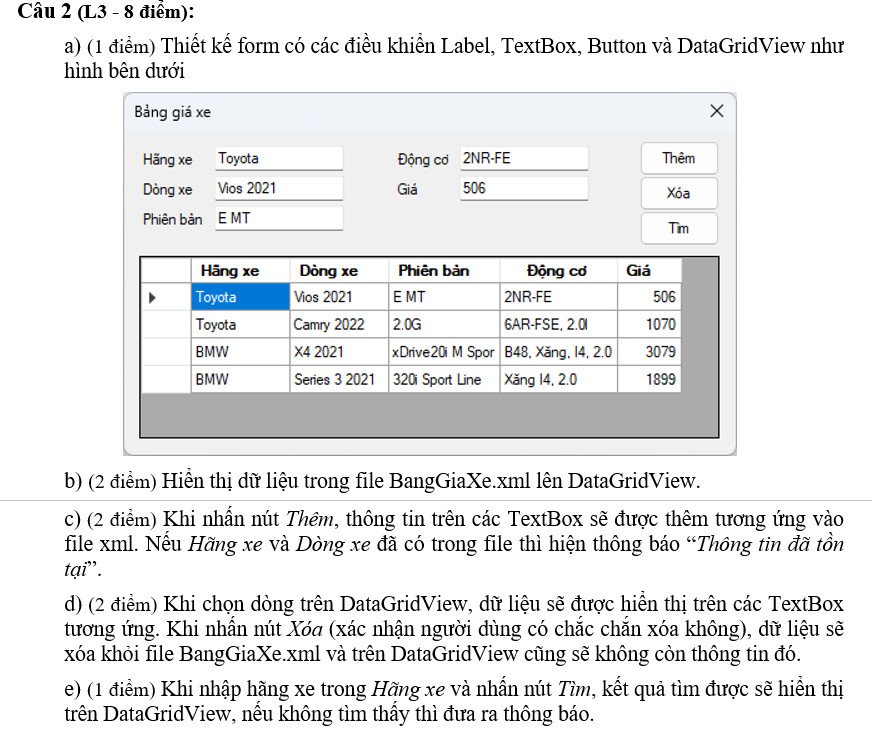 Câu 2 (L3 - 8 điểm):
a) (1 điểm) Thiết kế form có các điều khiển Label, TextBox, Button và DataGridView như
hình bên dưới
Bảng giá xe
Hãng xe Toyota Động cơ 2NR-FE Thêm
Dòng xe Vios 2021 Giá 506 Xóa
Phiên bản E MT Tìm
Hãng xe Dòng xe Phiên bản Động cơ Giá
Toyota Vios 2021 E MT 2NR-FE 506
Toyota Camry 2022 2.0G 6AR-FSE, 2.0l 1070
BMW X4 2021 xDrive20i M Spor B48, Xăng, I4, 2.0 3079
BMW Series 3 2021 320i Sport Line Xăng I4, 2.0 1899
b) (2 điểm) Hiển thị dữ liệu trong file BangGiaXe.xml lên DataGridView.
c) (2 điểm) Khi nhấn nút Thêm, thông tin trên các TextBox sẽ được thêm tương ứng vào
file xml. Nếu Hãng xe và Dòng xe đã có trong file thì hiện thông báo “Thông tin đã tồn
tại”.
d) (2 điểm) Khi chọn dòng trên DataGridView, dữ liệu sẽ được hiển thị trên các TextBox
tương ứng. Khi nhấn nút Xóa (xác nhận người dùng có chắc chắn xóa không), dữ liệu sẽ
xóa khỏi file BangGiaXe.xml và trên DataGridView cũng sẽ không còn thông tin đó.
e) (1 điểm) Khi nhập hãng xe trong Hãng xe và nhấn nút Tìm, kết quả tìm được sẽ hiển thị
trên DataGridView, nếu không tìm thấy thì đưa ra thông báo.